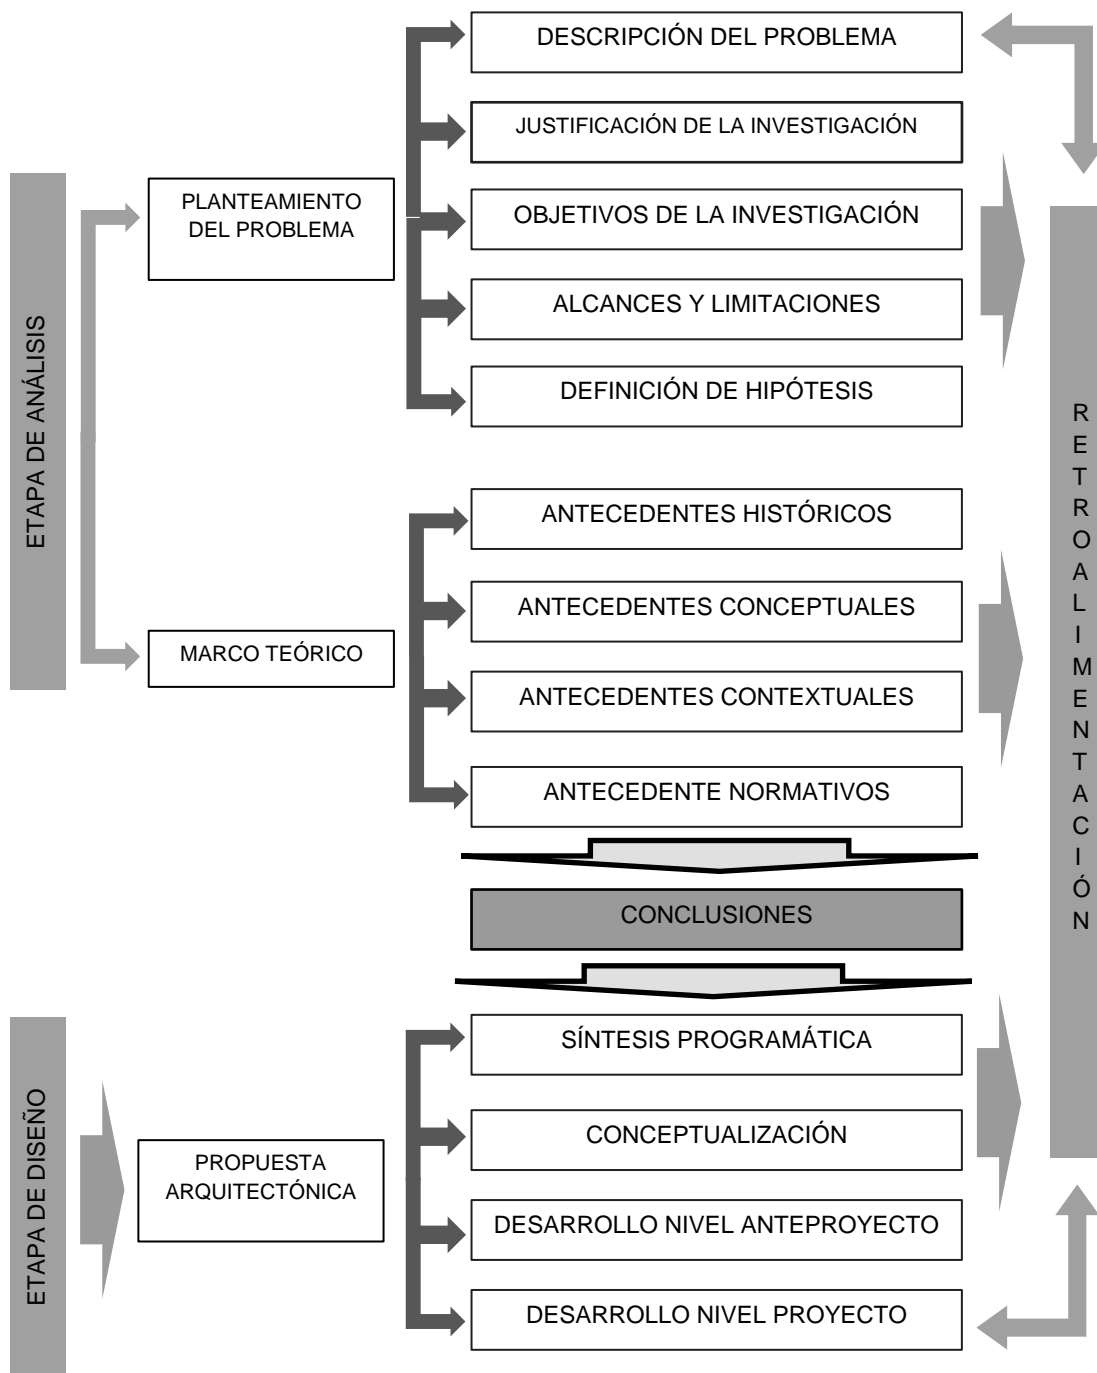 ETAPA DE ANÁLISIS
PLANTEAMIENTO
DEL PROBLEMA
DESCRIPCIÓN DEL PROBLEMA
JUSTIFICACIÓN DE LA INVESTIGACIÓN
OBJETIVOS DE LA INVESTIGACIÓN
ALCANCES Y LIMITACIONES
DEFINICIÓN DE HIPÓTESIS
MARCO TEÓRICO
ANTECEDENTES HISTÓRICOS
ANTECEDENTES CONCEPTUALES
ANTECEDENTES CONTEXTUALES
ANTECEDENTE NORMATIVOS
CONCLUSIONES
ETAPA DE DISEÑO
PROPUESTA
ARQUITECTÓNICA
SÍNTESIS PROGRAMÁTICA
CONCEPTUALIZACIÓN
DESARROLLO NIVEL ANTEPROYECTO
DESARROLLO NIVEL PROYECTO
RETROALIMENTACIÓN